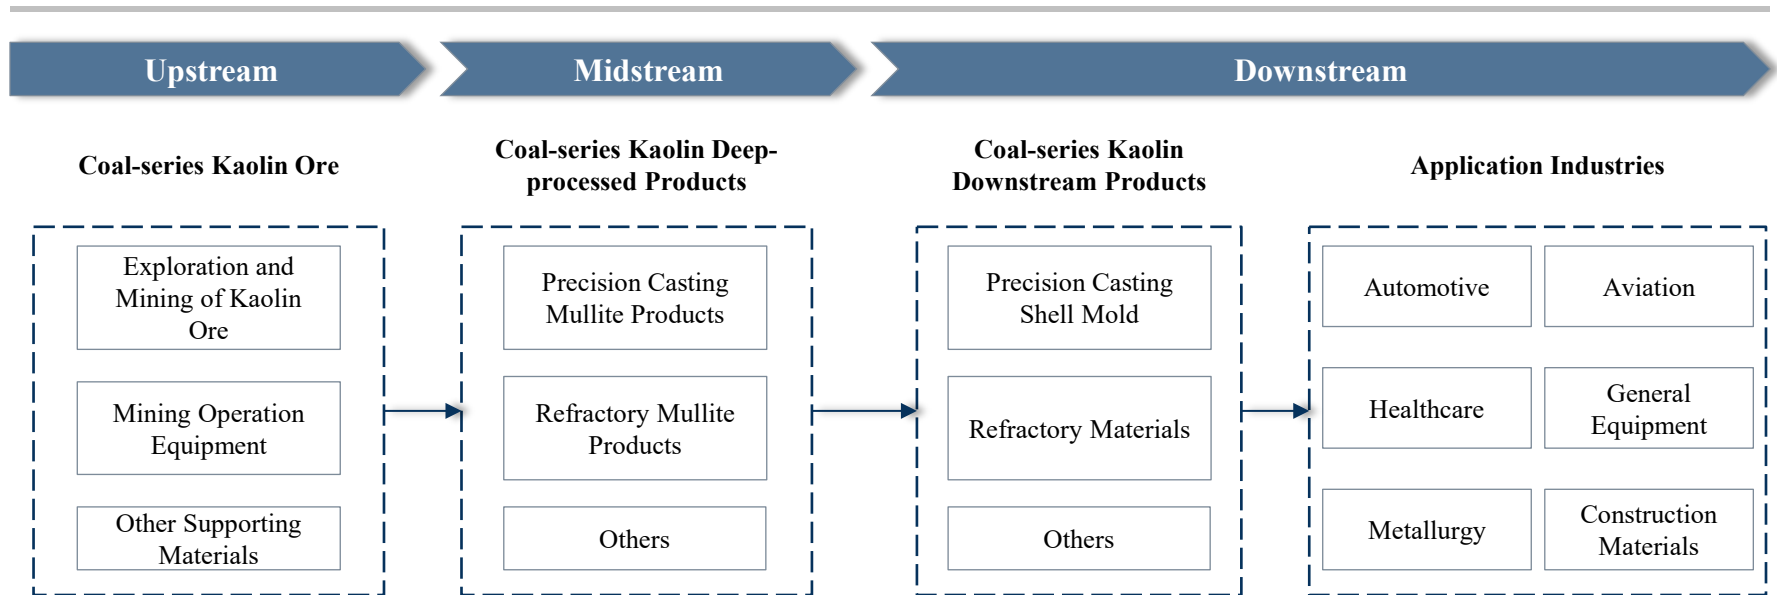 Upstream
Midstream
Downstream
Coal-series Kaolin Ore
Coal-series Kaolin Deep-
processed Products
Coal-series Kaolin
Downstream Products
Application Industries
Exploration and
Mining of Kaolin
Ore
Mining Operation
Equipment
Other Supporting
Materials
Precision Casting
Mullite Products
Refractory Mullite
Products
Others
Precision Casting
Shell Mold
Refractory Materials
Others
Automotive
Aviation
Healthcare
General
Equipment
Metallurgy
Construction
Materials